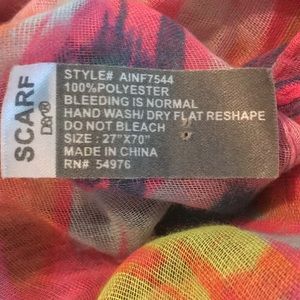 SCARF
D&Y®
STYLE# AINF7544
100%POLYESTER
BLEEDING IS NORMAL
HAND WASH/ DRY FLAT RESHAPE
DO NOT BLEACH
SIZE : 27"X70"
MADE IN CHINA
RN# 54976